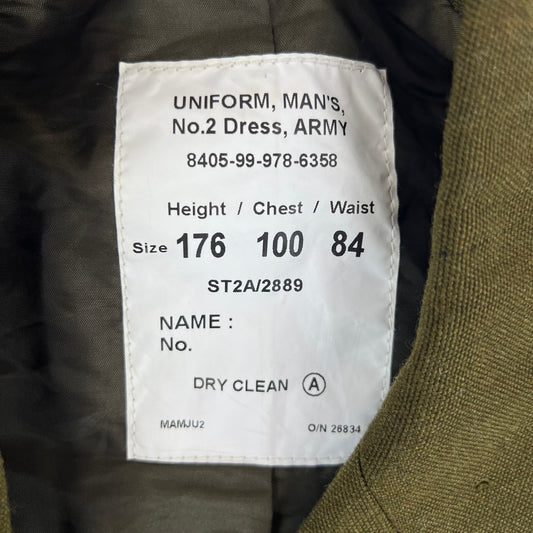 UNIFORM, MAN'S,
No.2 Dress, ARMY
8405-99-978-6358
Height / Chest / Waist
Size 176 100 84
ST2A/2889
NAME :
No.
DRY CLEAN A
MAMJU2 O/N 26834